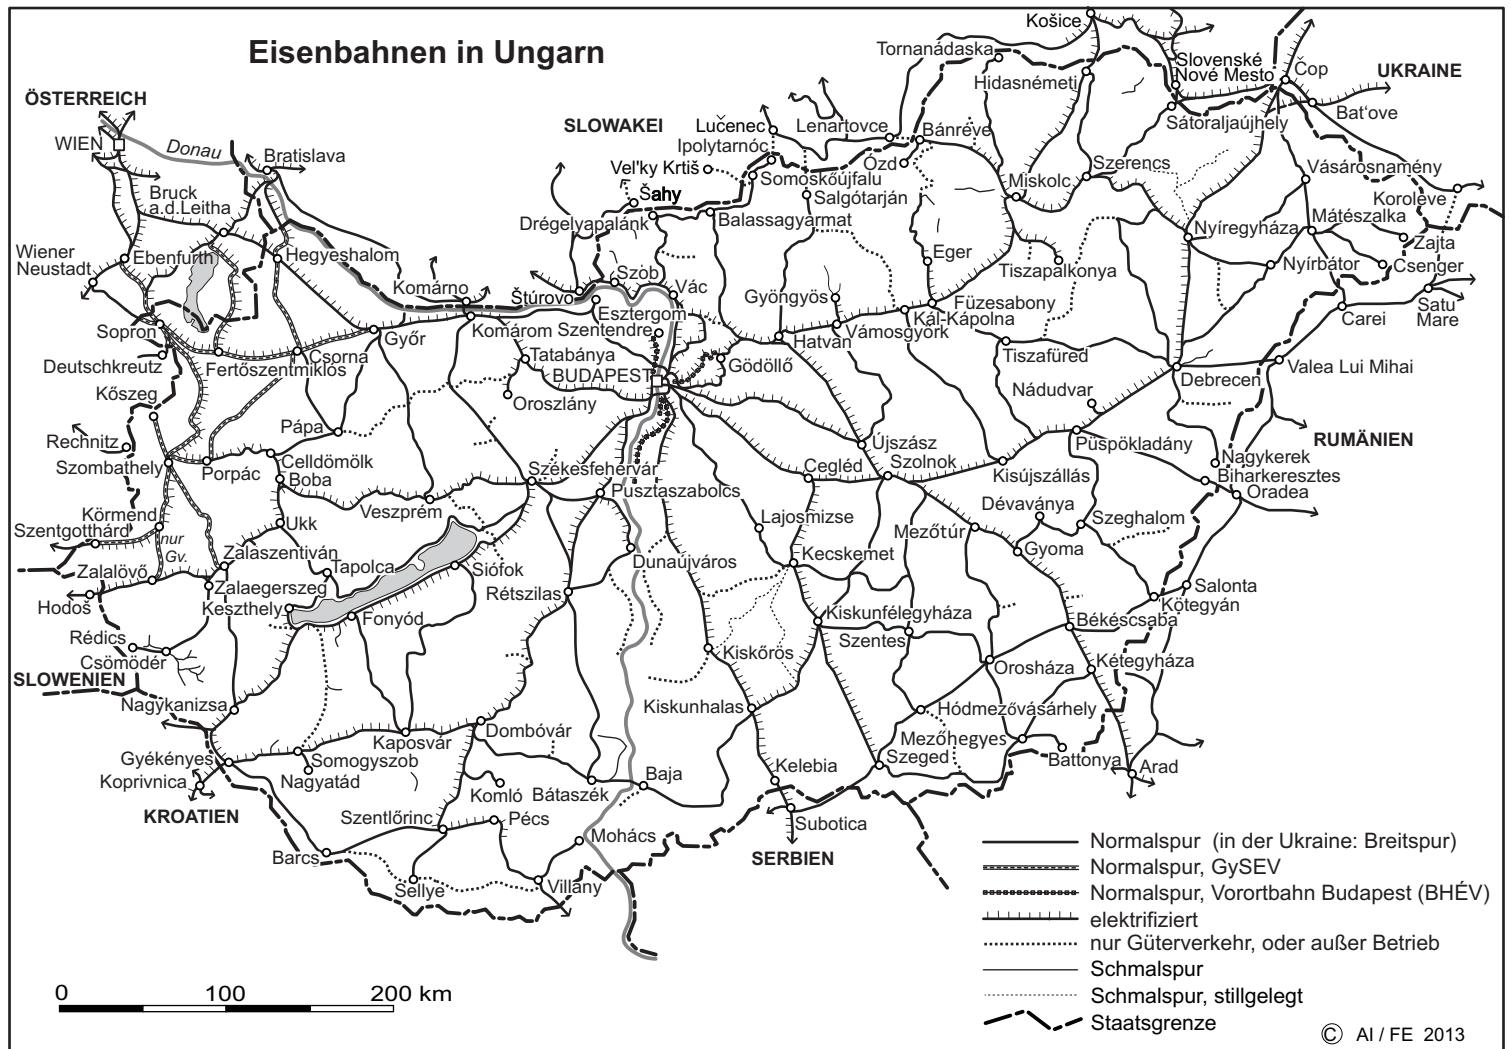 Eisenbahnen in Ungarn
Košice
Tornanádaska
Hidasnémeti
Slovenské
Nové Mesto
Čop
UKRAINE
Bat'ove
Sátoraljaújhely
ÖSTERREICH
WIEN
Donau
Bratislava
SLOWAKEI
Lučenec
Ipolytarnóc
Lenartovce
Bánréve
Ózd
Vel'ky Krtiš
Somoskőújfalu
Salgótarján
Šahy
Balassagyarmat
Drégelypalánk
Miskolc
Szerencs
Vásárosnamény
Korolëve
Mátészalka
Zajta
Nyíregyháza
Nyírbátor
Csenger
Satu
Mare
Carei
Bruck
a.d.Leitha
Wiener
Neustadt
Ebenfurth
Hegyeshalom
Komárno
Štúrovo
Szob
Vác
Esztergom
Szentendre
Gyöngyös
Eger
Tiszapalkonya
Füzesabony
Kál-Kápolna
Vámosgyörk
Hatvan
Tiszafüred
Sopron
Deutschkreutz
Fertőszentmiklós
Csorna
Győr
Komárom
Tatabánya
BUDAPEST
Gödöllő
Oroszlány
Debrecen
Valea Lui Mihai
Nádudvar
Kőszeg
Rechnitz
Szombathely
Porpác
Pápa
Celldömölk
Boba
Veszprém
Székesfehérvár
Pusztaszabolcs
Cegléd
Újszász
Szolnok
Kisújszállás
Püspökladány
RUMÄNIEN
Nagykerek
Biharkeresztes
Oradea
Körmend
Szentgotthárd
nur
Gv.
Ukk
Zalaszentiván
Zalalövő
Zalaegerszeg
Tapolca
Hodoš
Keszthely
Fonyód
Siófok
Dunaújváros
Rétszilas
Lajosmizse
Kecskemet
Mezőtúr
Dévaványa
Gyoma
Szeghalom
Salonta
Kötegyán
Rédics
Csömödér
SLOWENIEN
Nagykanizsa
Kiskunfélegyháza
Szentes
Békéscsaba
Kiskőrös
Orosháza
Kétegyháza
Kiskunhalas
Hódmezővásárhely
Mezőhegyes
Battonya
Arad
Gyékényes
Koprivnica
KROATIEN
Somogyszob
Nagyatád
Kaposvár
Dombóvár
Komló
Bátaszék
Baja
Kelebia
Szeged
Subotica
SERBIEN
Szentlőrinc
Pécs
Mohács
Barcs
Sellye
Villány
Normalspur (in der Ukraine: Breitspur)
Normalspur, GySEV
Normalspur, Vorortbahn Budapest (BHÉV)
elektrifiziert
nur Güterverkehr, oder außer Betrieb
Schmalspur
Schmalspur, stillgelegt
Staatsgrenze
0 100 200 km
© AI / FE 2013